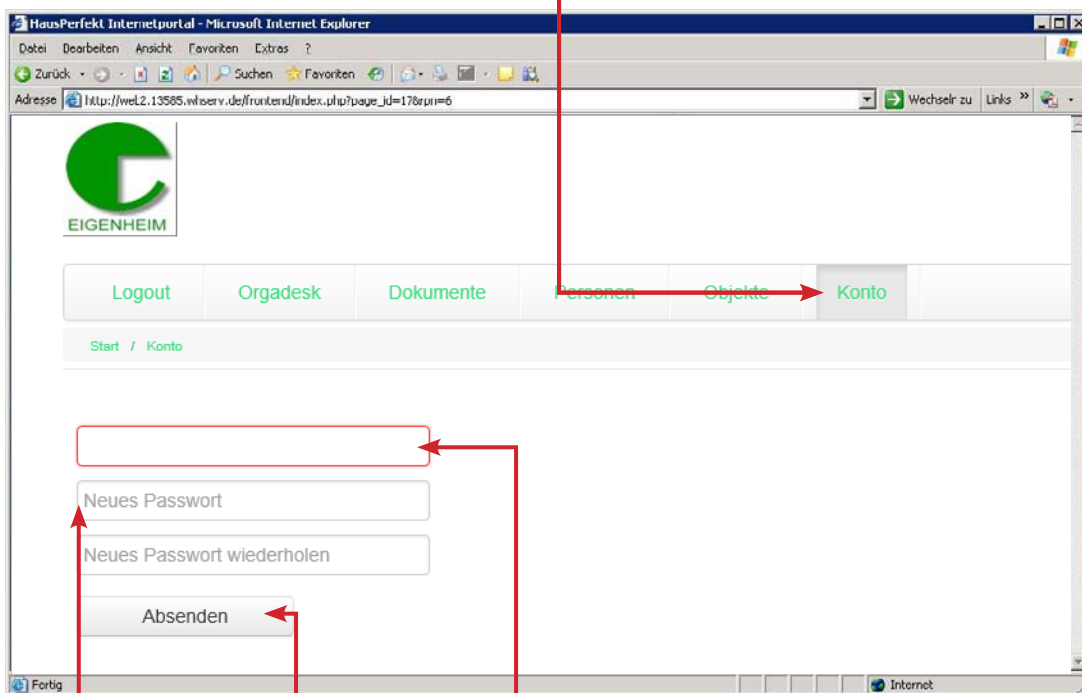 HausPerfekt Internetportal - Microsoft Internet Explorer
Datei Bearbeiten Ansicht Favoriten Extras ?
Zurück Suchen Favoriten
Adresse http://web2.13585.whserv.de/frontend/index.php?page_id=17&rpn=6 Wechseln zu Links »
EIGENHEIM
Logout Orgadesk Dokumente Personen Objekte Konto
Start / Konto
Neues Passwort
Neues Passwort wiederholen
Absenden
Fertig Internet